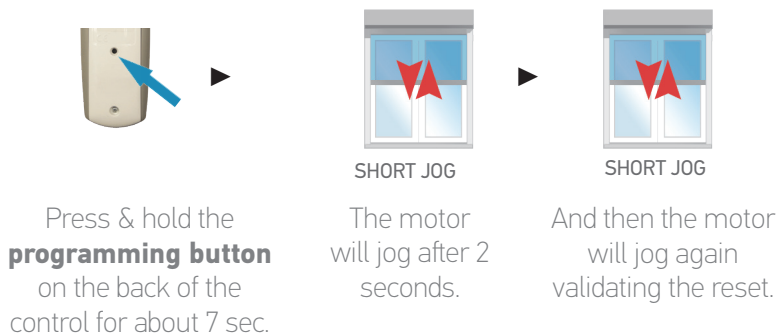 SHORT JOG
SHORT JOG
Press & hold the
programming button
on the back of the
control for about 7 sec.
The motor
will jog after 2
seconds.
And then the motor
will jog again
validating the reset.